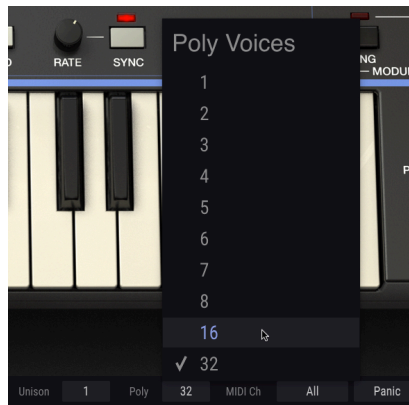 Poly Voices
RATE
SYNC
NG
MODU
1
2
3
4
5
6
7
8
16
✓ 32
Unison 1 Poly 32 MIDI Ch All Panic